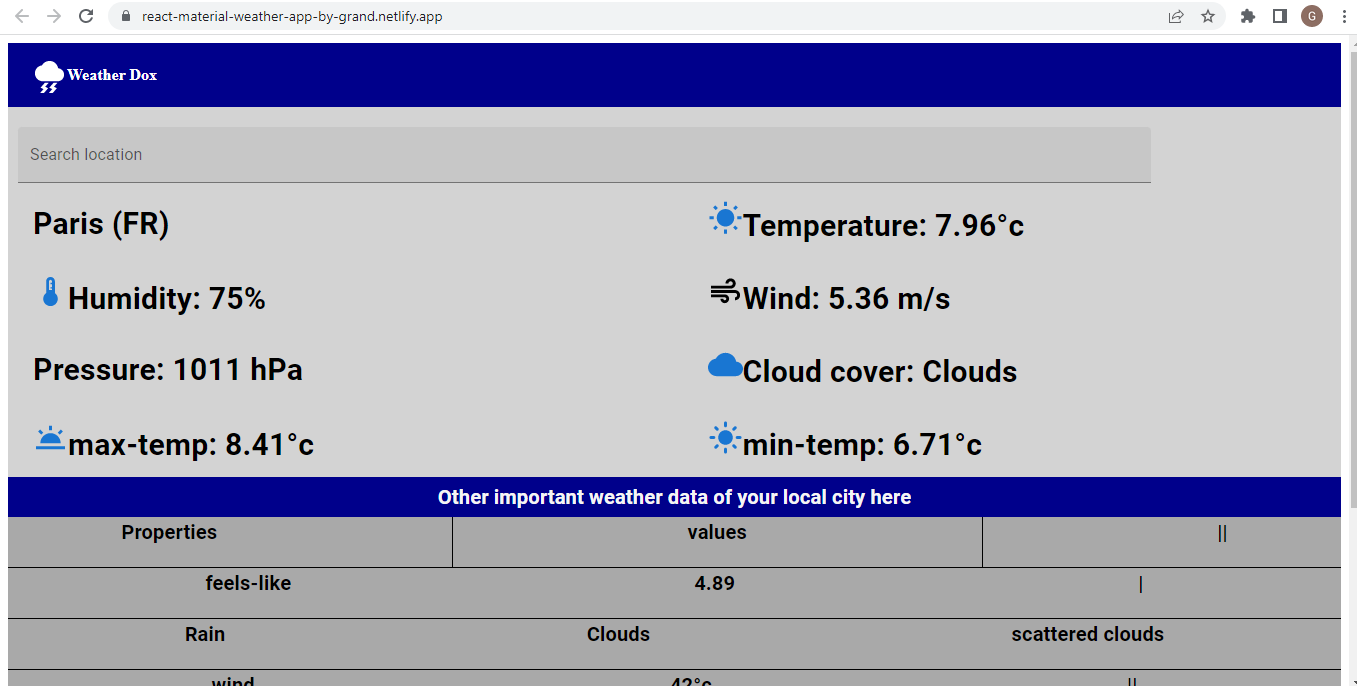 react-material-weather-app-by-grand.netlify.app
G
Weather Dox
Search location
Paris (FR)
Temperature: 7.96°c
Humidity: 75%
Wind: 5.36 m/s
Pressure: 1011 hPa
Cloud cover: Clouds
max-temp: 8.41°c
min-temp: 6.71°c
Other important weather data of your local city here
Properties values ||
feels-like 4.89 |
Rain Clouds scattered clouds
wind 42°c ||